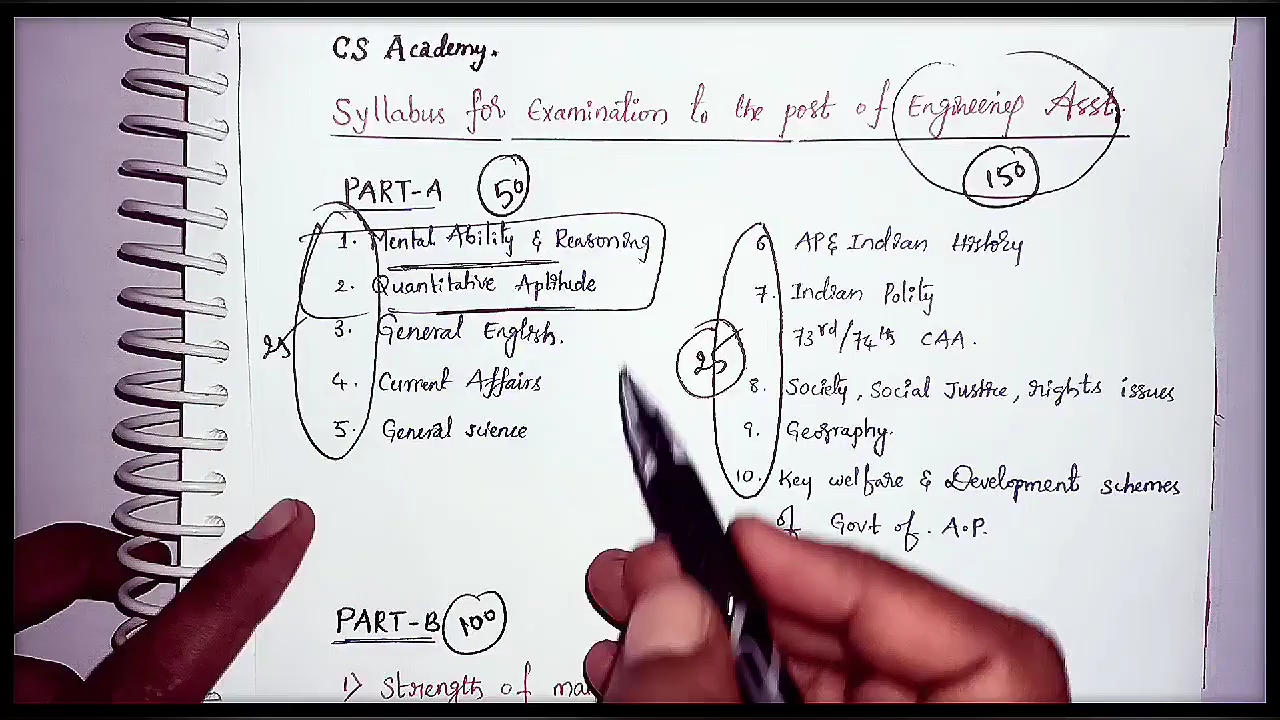 CS Academy.
Syllabus for Examination to the post of Engineering Asst.
150
PART-A 50
1. Mental Ability & Reasoning
2. Quantitative Aptitude
3. General English.
4. Current Affairs
5. General science
25
6 AP & Indian History
7. Indian Polity
73rd/74th CAA.
8. Society, Social Justice, rights issues
9. Geography.
10. Key welfare & Development schemes
of Govt of. A.P.
25
PART-B 100
1) Strength of